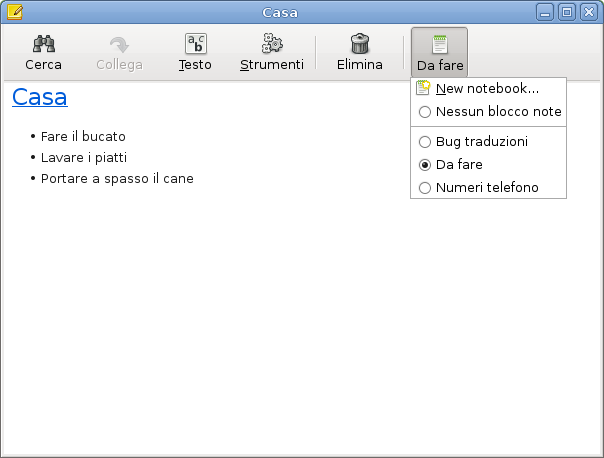 Casa
Cerca
Collega
Testo
Strumenti
Elimina
Da fare
New notebook...
Nessun blocco note
Bug traduzioni
Da fare
Numeri telefono
Casa
• Fare il bucato
• Lavare i piatti
• Portare a spasso il cane